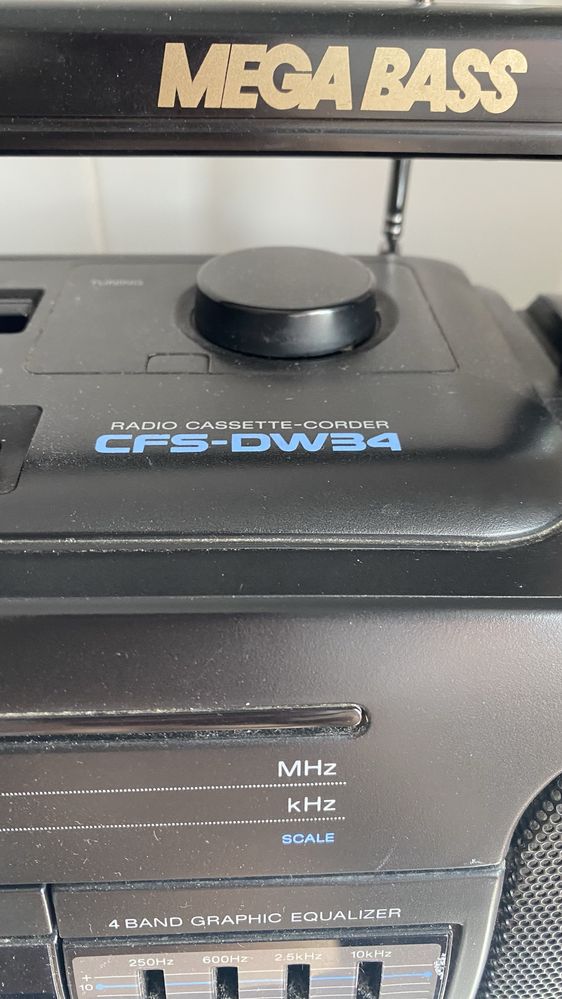 MEGA BASS
TUNING
RADIO CASSETTE-CORDER
CFS-DW34
MHz
kHz
SCALE
4 BAND GRAPHIC EQUALIZER
250Hz 600Hz 2.5kHz 10kHz
+
10